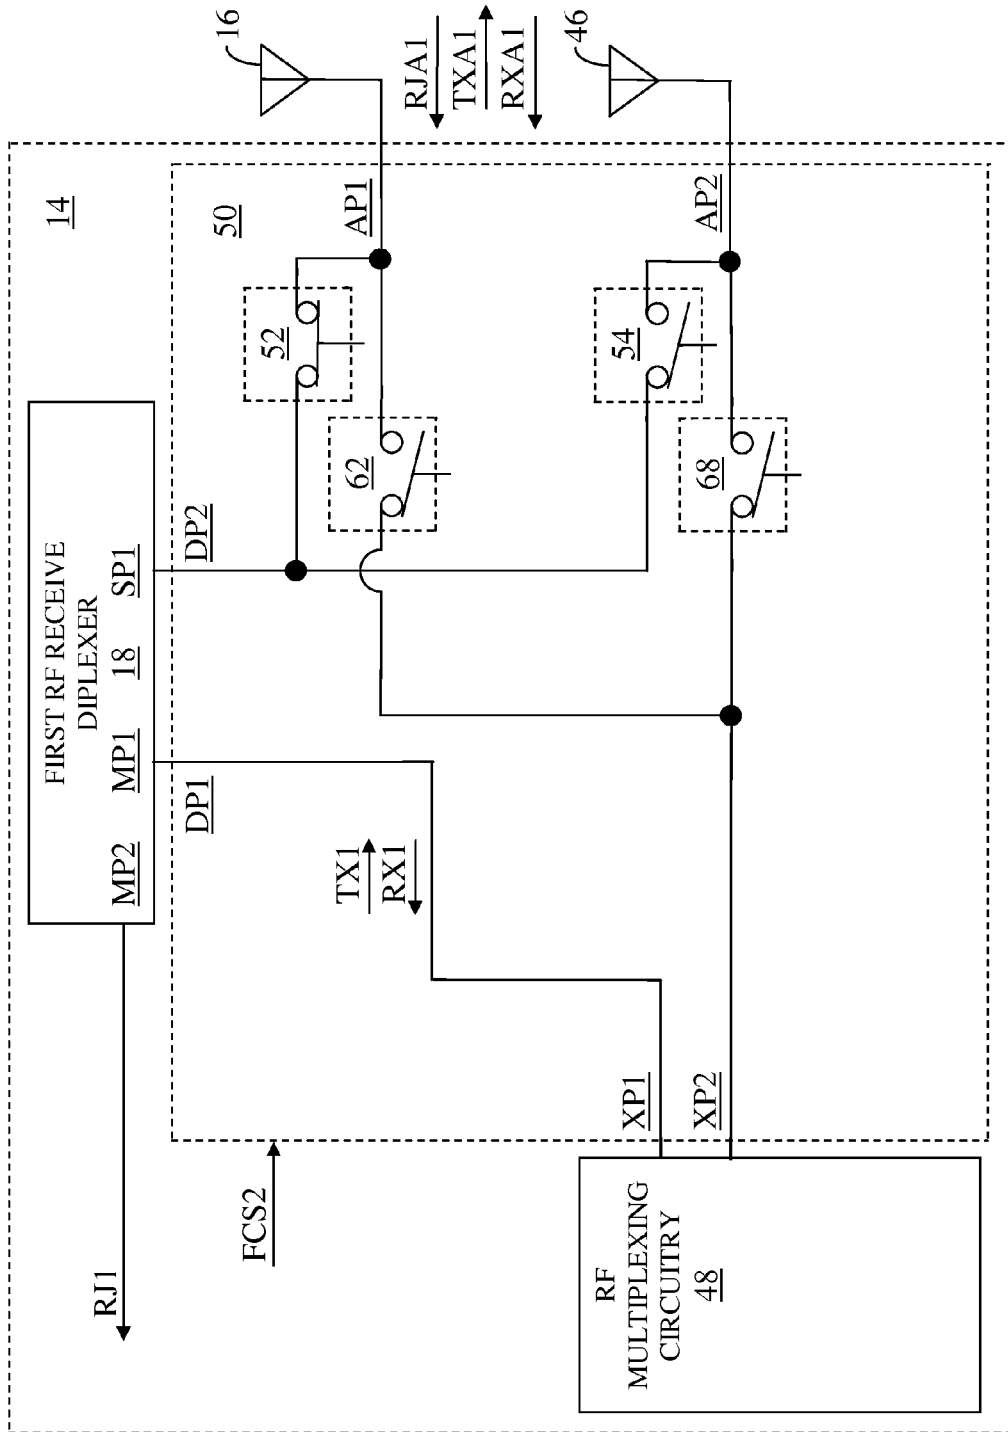 RJ1
FIRST RF RECEIVE
DIPLEXER
MP2
MP1
18
SP1
14
DP1
DP2
50
FCS2
TX1
RX1
52
62
AP1
16
RJA1
TXA1
RXA1
54
68
AP2
46
XP1
XP2
RF
MULTIPLEXING
CIRCUITRY
48